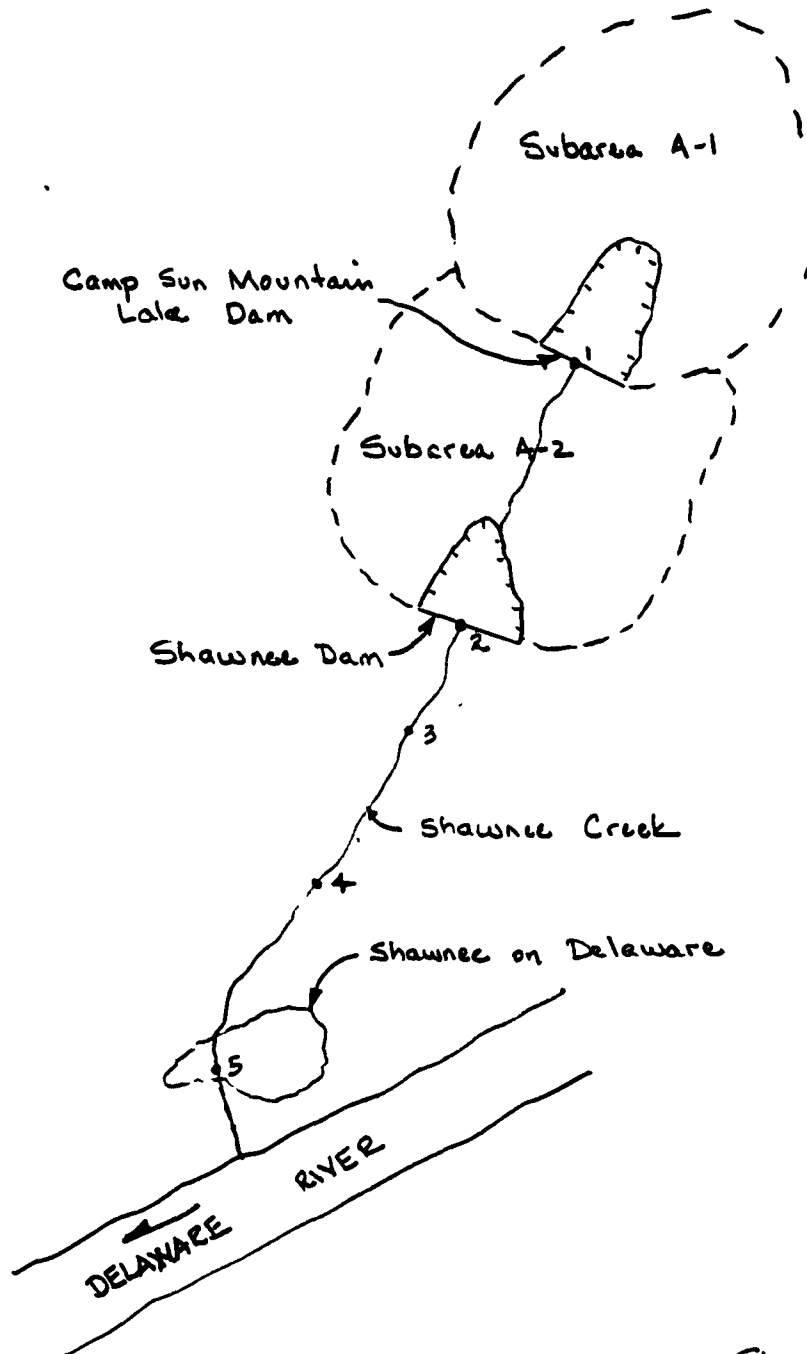 Subarea A-1
Camp Sun Mountain
Lake Dam
1
Subarea A-2
Shawnee Dam
2
3
Shawnee Creek
4
Shawnee on Delaware
5
RIVER
DELAWARE